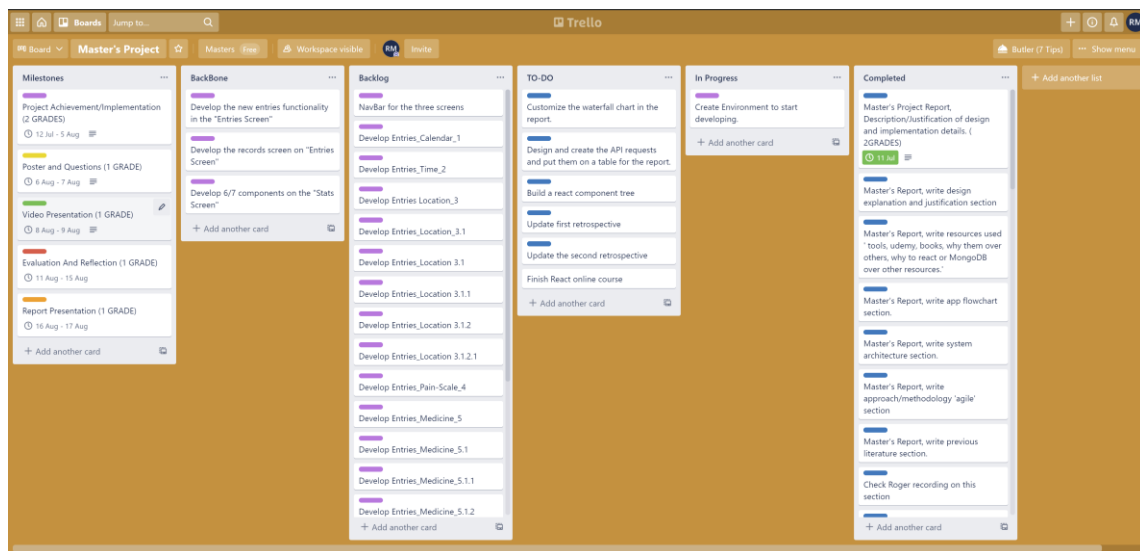 Boards
Jump to...
Trello
RM
Board
Master's Project
Masters
Free
Workspace visible
RM
Invite
Butler (7 Tips)
Show menu
Milestones
Project Achievement/Implementation
(2 GRADES)
12 Jul - 5 Aug
Poster and Questions (1 GRADE)
6 Aug - 7 Aug
Video Presentation (1 GRADE)
8 Aug - 9 Aug
Evaluation And Reflection (1 GRADE)
11 Aug - 15 Aug
Report Presentation (1 GRADE)
16 Aug - 17 Aug
+ Add another card
BackBone
Develop the new entries functionality
in the "Entries Screen"
Develop the records screen on "Entries
Screen"
Develop 6/7 components on the "Stats
Screen"
+ Add another card
Backlog
NavBar for the three screens
Develop Entries_Calendar_1
Develop Entries_Time_2
Develop Entries Location_3
Develop Entries_Location_3.1
Develop Entries_Location 3.1
Develop Entries_Location 3.1.1
Develop Entries_Location 3.1.2
Develop Entries_Location 3.1.2.1
Develop Entries_Pain-Scale_4
Develop Entries_Medicine_5
Develop Entries_Medicine_5.1
Develop Entries_Medicine_5.1.1
Develop Entries_Medicine_5.1.2
+ Add another card
TO-DO
Customize the waterfall chart in the
report.
Design and create the API requests
and put them on a table for the report.
Build a react component tree
Update first retrospective
Update the second retrospective
Finish React online course
+ Add another card
In Progress
Create Environment to start
developing.
+ Add another card
Completed
Master's Project Report,
Description/Justification of design
and implementation details. (
2GRADES)
11 Jul
Master's Report, write design
explanation and justification section
Master's Report, write resources used
' tools, udemy, books, why them over
others, why to react or MongoDB
over other resources.'
Master's Report, write app flowchart
section.
Master's Report, write system
architecture section.
Master's Report, write
approach/methodology 'agile'
section
Master's Report, write previous
literature section.
Check Roger recording on this
section
+ Add another card
+ Add another list